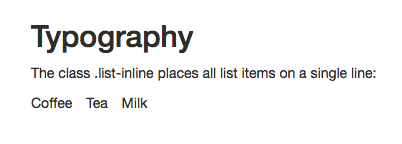 Typography
The class .list-inline places all list items on a single line:
Coffee Tea Milk